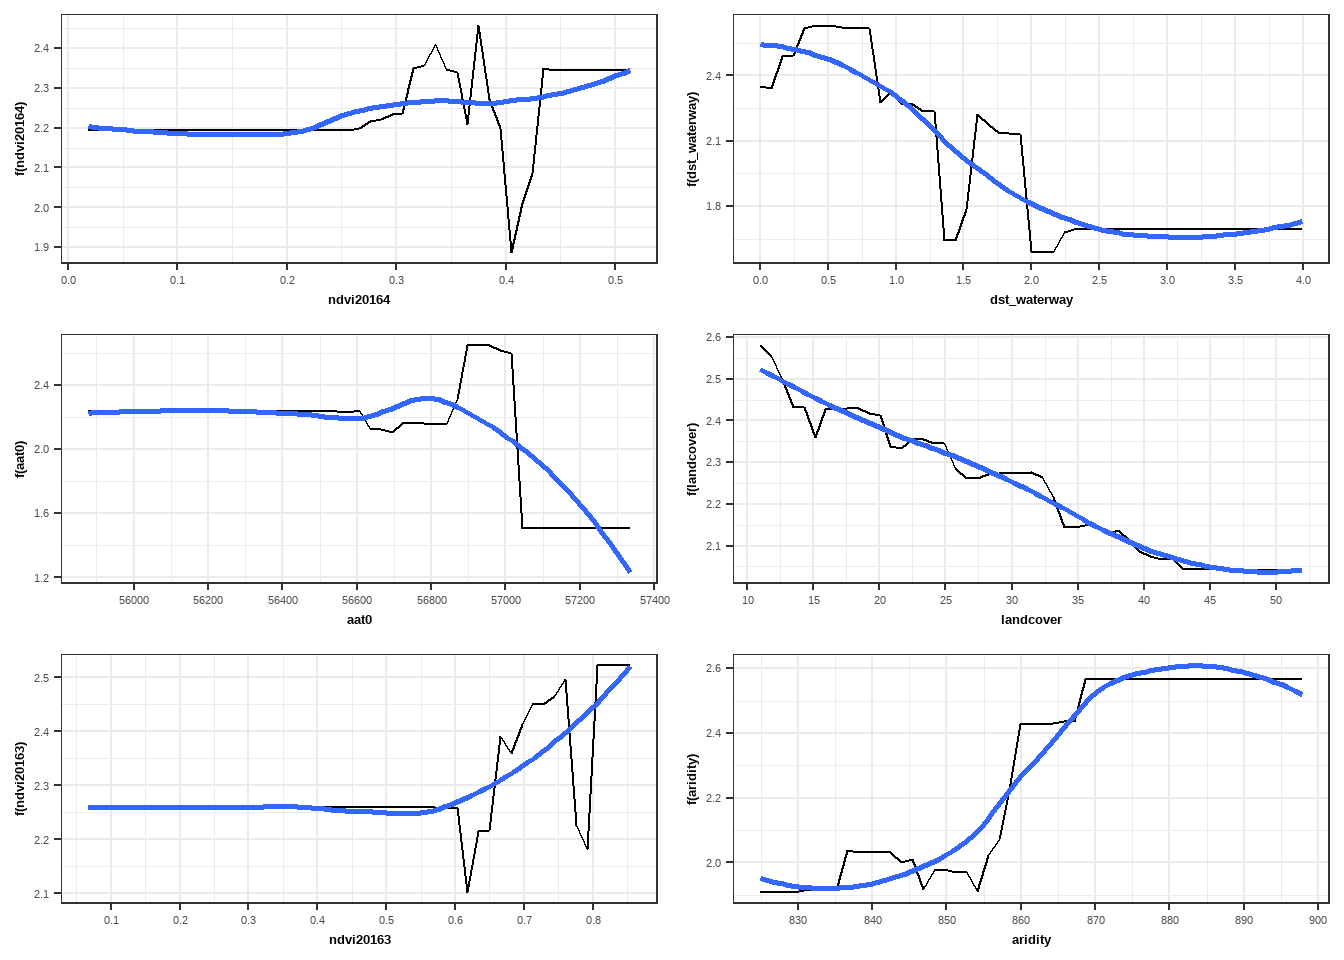 f(ndvi20164)
2.4
2.3
2.2
2.1
2.0
1.9
0.0 0.1 0.2 0.3 0.4 0.5
ndvi20164
f(dst_waterway)
2.4
2.1
1.8
0.0 0.5 1.0 1.5 2.0 2.5 3.0 3.5 4.0
dst_waterway
f(aat0)
2.4
2.0
1.6
1.2
56000 56200 56400 56600 56800 57000 57200 57400
aat0
f(landcover)
2.6
2.5
2.4
2.3
2.2
2.1
10 15 20 25 30 35 40 45 50
landcover
f(ndvi20163)
2.5
2.4
2.3
2.2
2.1
0.1 0.2 0.3 0.4 0.5 0.6 0.7 0.8
ndvi20163
f(aridity)
2.6
2.4
2.2
2.0
830 840 850 860 870 880 890 900
aridity